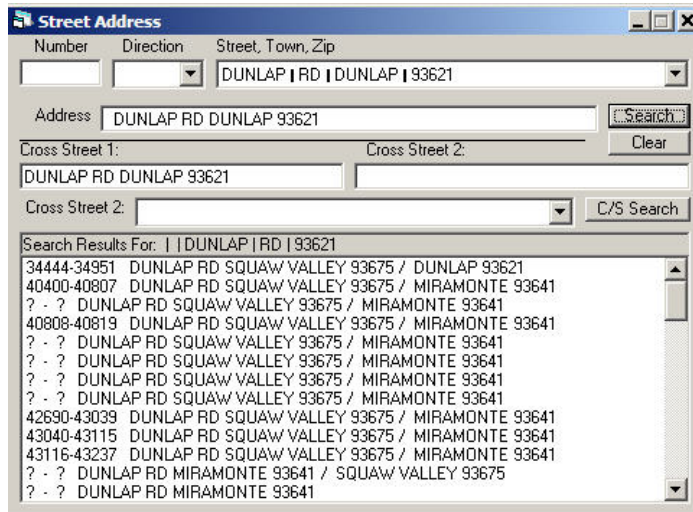 Street Address
Number Direction Street, Town, Zip
DUNLAP | RD | DUNLAP | 93621
Address DUNLAP RD DUNLAP 93621 Search
Clear
Cross Street 1: Cross Street 2:
DUNLAP RD DUNLAP 93621
Cross Street 2: C/S Search
Search Results For: | | DUNLAP | RD | 93621
34444-34951 DUNLAP RD SQUAW VALLEY 93675 / DUNLAP 93621
40400-40807 DUNLAP RD SQUAW VALLEY 93675 / MIRAMONTE 93641
? - ? DUNLAP RD SQUAW VALLEY 93675 / MIRAMONTE 93641
40808-40819 DUNLAP RD SQUAW VALLEY 93675 / MIRAMONTE 93641
? - ? DUNLAP RD SQUAW VALLEY 93675 / MIRAMONTE 93641
? - ? DUNLAP RD SQUAW VALLEY 93675 / MIRAMONTE 93641
? - ? DUNLAP RD SQUAW VALLEY 93675 / MIRAMONTE 93641
? - ? DUNLAP RD SQUAW VALLEY 93675 / MIRAMONTE 93641
42690-43039 DUNLAP RD SQUAW VALLEY 93675 / MIRAMONTE 93641
43040-43115 DUNLAP RD SQUAW VALLEY 93675 / MIRAMONTE 93641
43116-43237 DUNLAP RD SQUAW VALLEY 93675 / MIRAMONTE 93641
? - ? DUNLAP RD MIRAMONTE 93641 / SQUAW VALLEY 93675
? - ? DUNLAP RD MIRAMONTE 93641